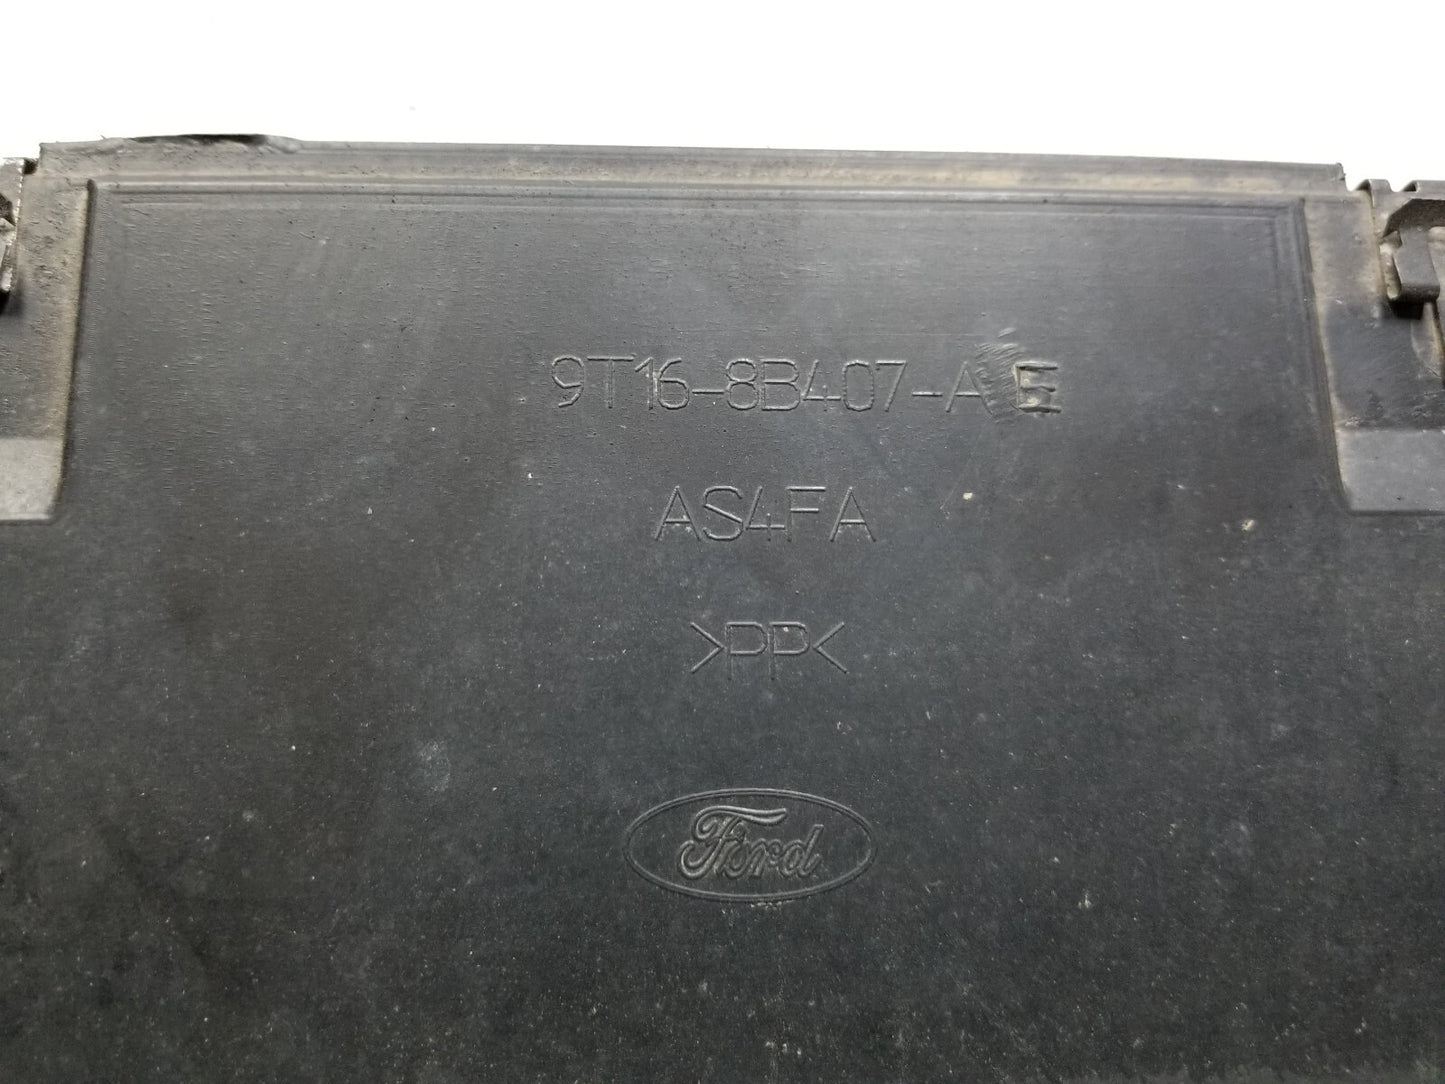 9T16-8B407-AE
AS4FA
>PP<
Ford